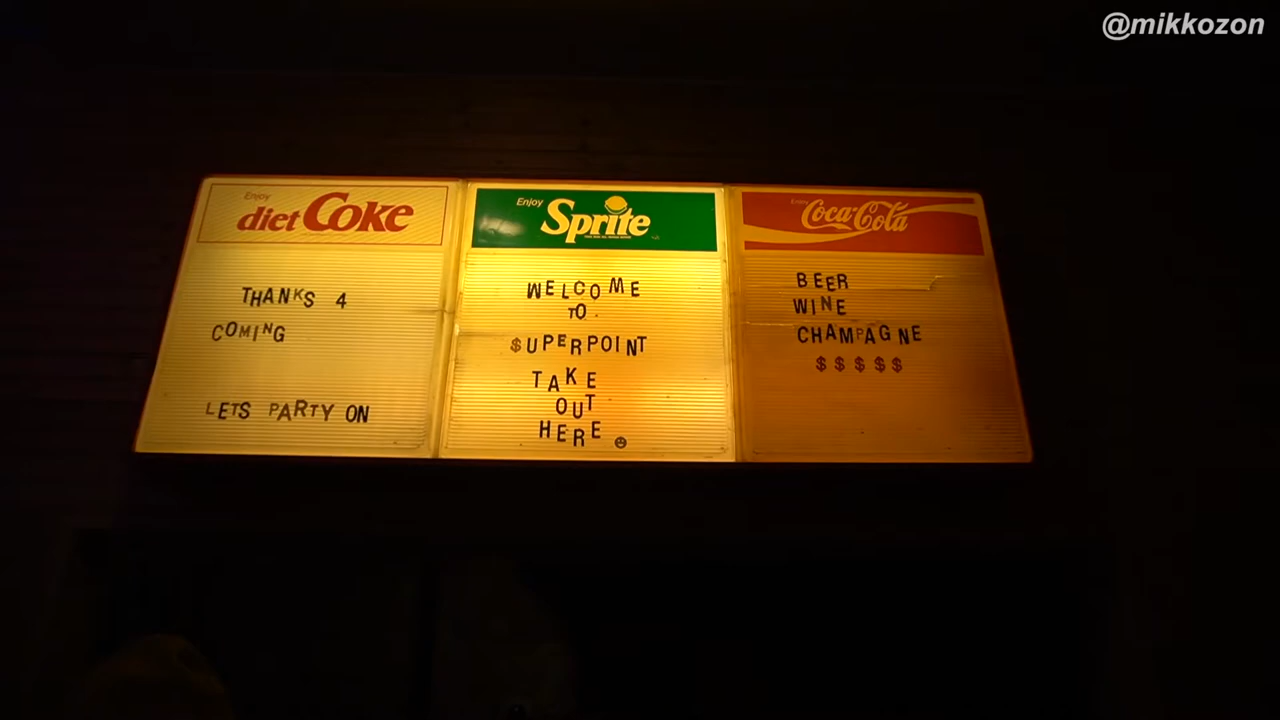 @mikkozon
Enjoy
diet Coke
THANKS 4
COMING
LETS PARTY ON
Enjoy
Sprite
WELCOME
TO
$UPERPOINT
TAKE
OUT
HERE
Enjoy
Coca-Cola
BEER
WINE
CHAMPAGNE
$$$$$